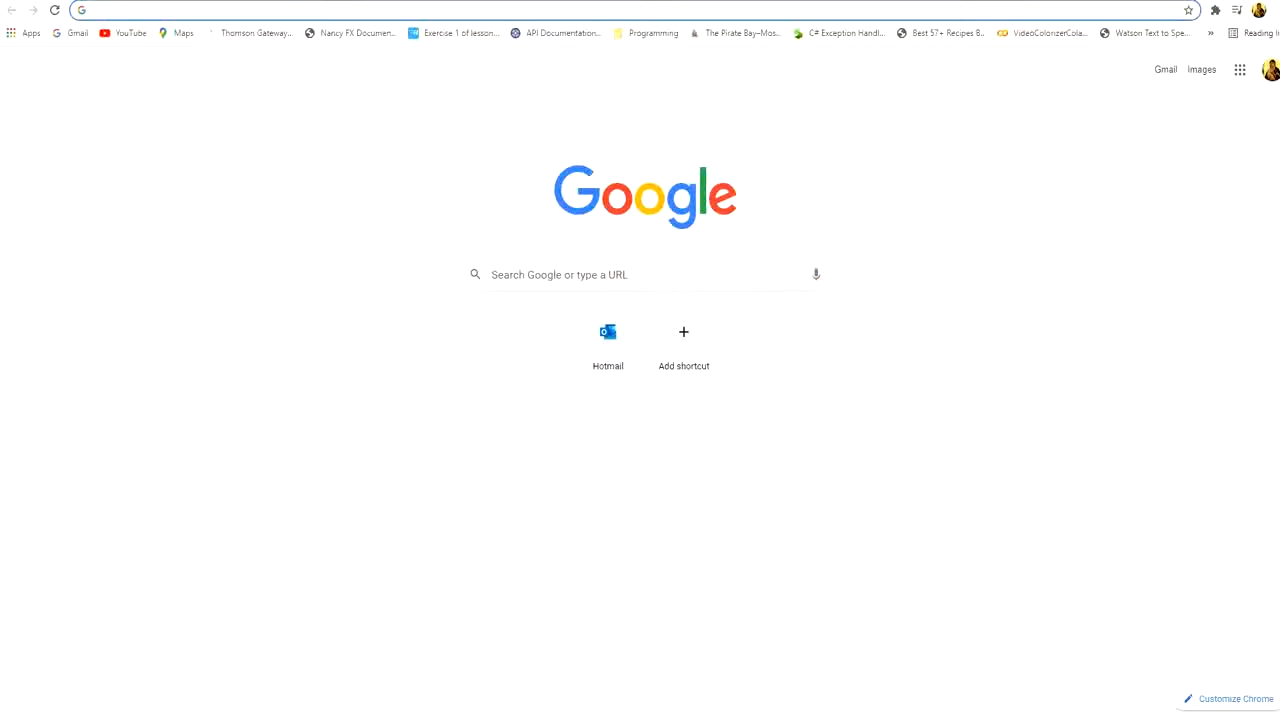 Apps Gmail YouTube Maps Thomson Gateway... Nancy FX Documen... Exercise 1 of lesson... API Documentation... Programming The Pirate Bay–Mos... C# Exception Handl... Best 57+ Recipes B... VideoColorizerCola... Watson Text to Spe... » Reading li
Gmail Images
Google
Search Google or type a URL
Hotmail Add shortcut
Customize Chrome